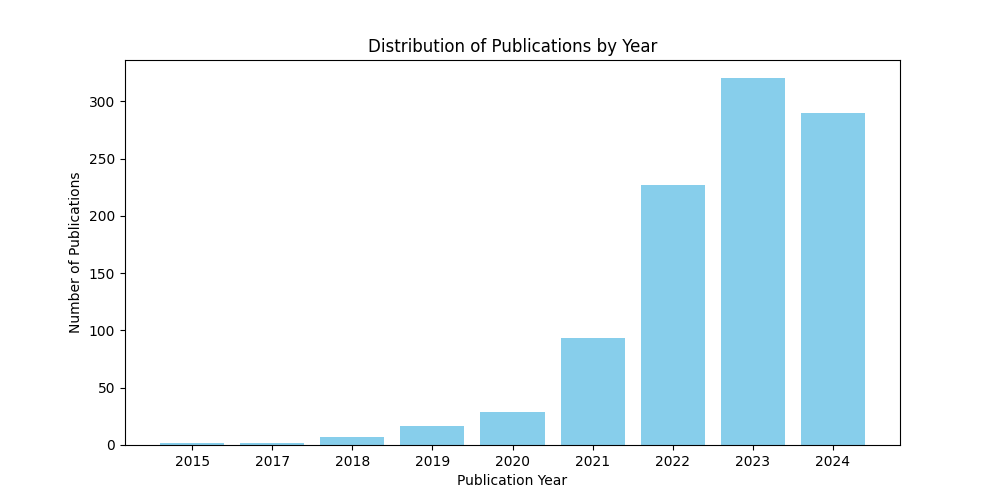 Distribution of Publications by Year
Number of Publications
300
250
200
150
100
50
0
2015 2017 2018 2019 2020 2021 2022 2023 2024
Publication Year